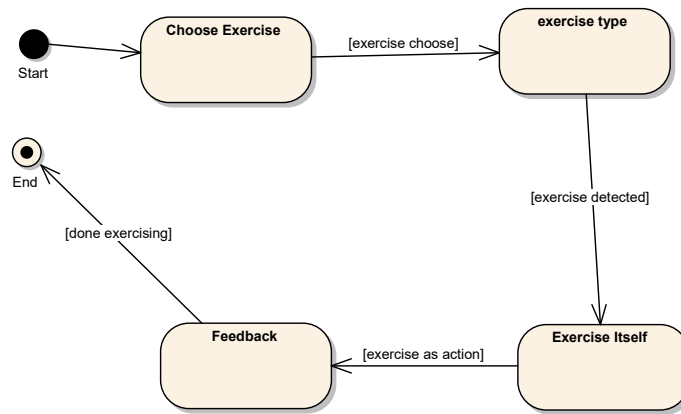 Choose Exercise
exercise type
[exercise choose]
Start
End
[exercise detected]
[done exercising]
Feedback
Exercise Itself
[exercise as action]